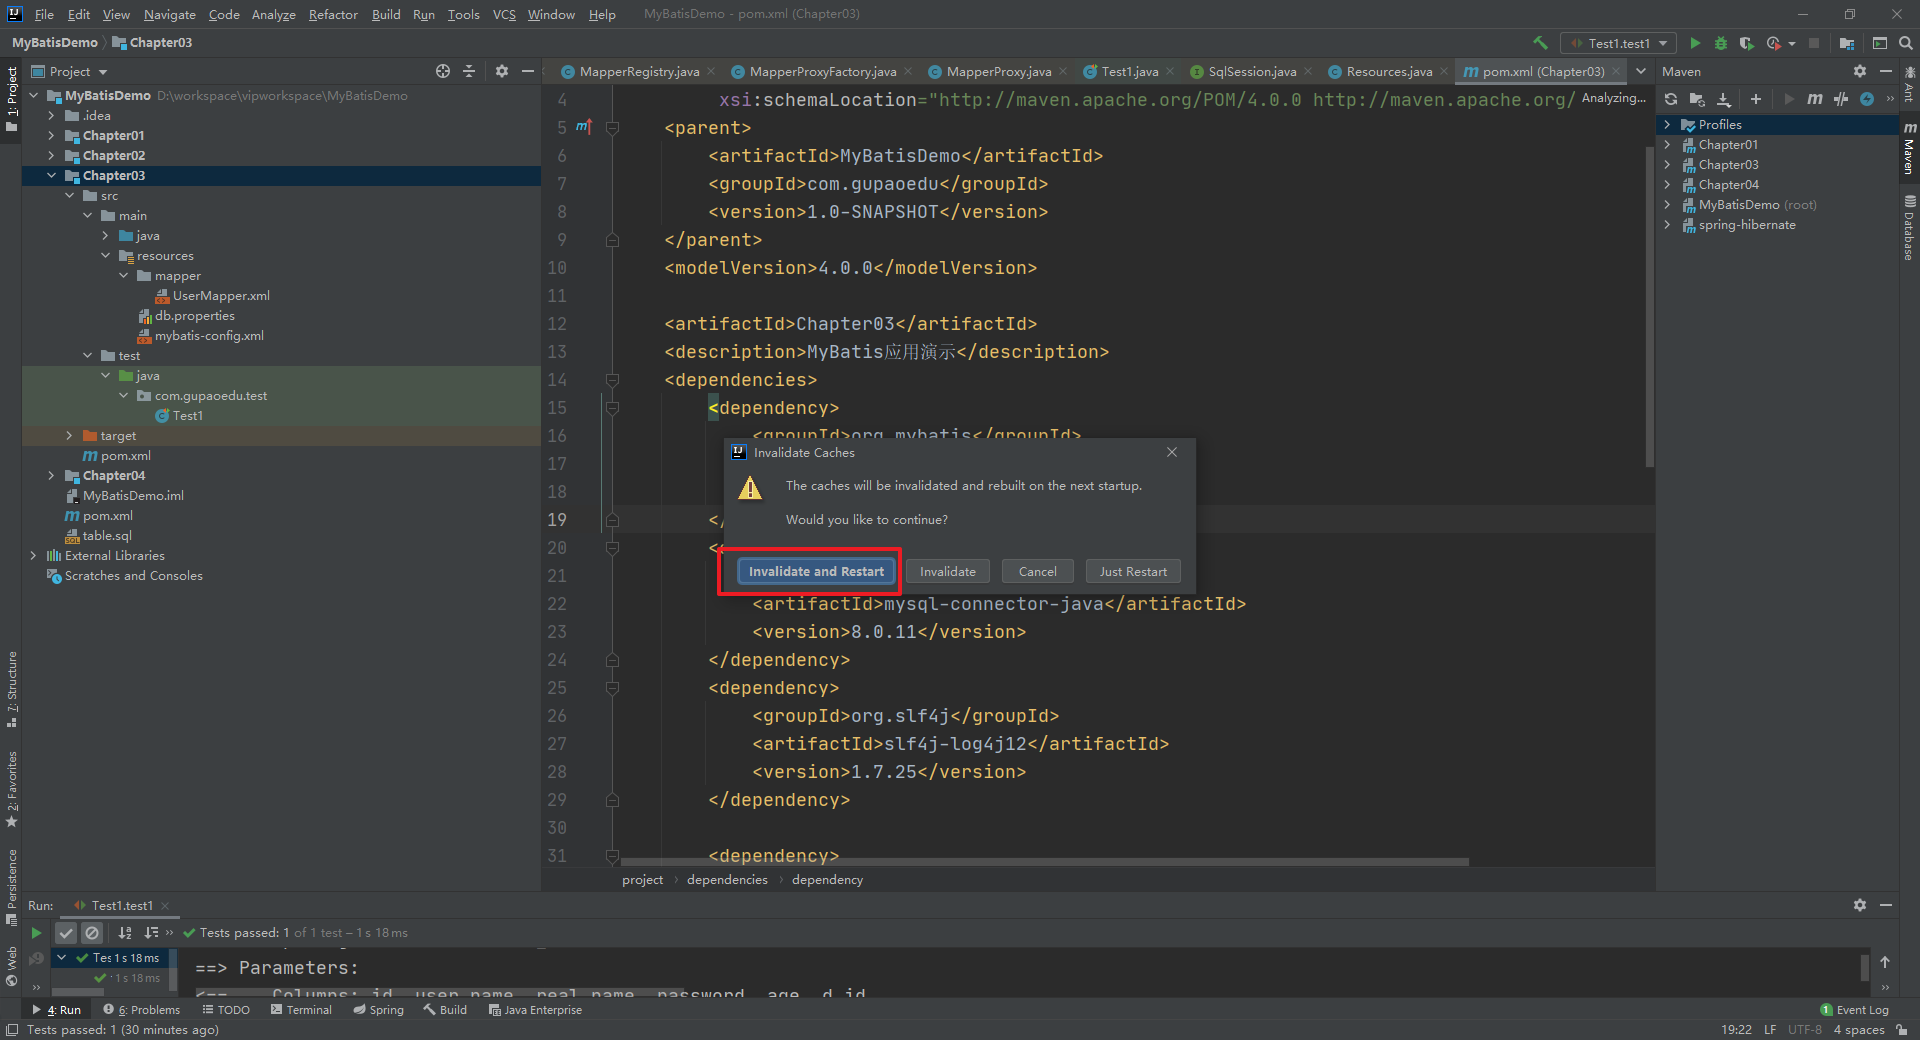 File Edit View Navigate Code Analyze Refactor Build Run Tools VCS Window Help MyBatisDemo - pom.xml (Chapter03)
MyBatisDemo Chapter03 Test1.test1
Project MapperRegistry.java MapperProxyFactory.java MapperProxy.java Test1.java SqlSession.java Resources.java pom.xml (Chapter03) Maven
1: Project
7: Structure
2: Favorites
Persistence
Web
MyBatisDemo D:\workspace\vipworkspace\MyBatisDemo
.idea
Chapter01
Chapter02
Chapter03
src
main
java
resources
mapper
UserMapper.xml
db.properties
mybatis-config.xml
test
java
com.gupaoedu.test
Test1
target
pom.xml
Chapter04
MyBatisDemo.iml
pom.xml
table.sql
External Libraries
Scratches and Consoles
4 xsi:schemaLocation="http://maven.apache.org/POM/4.0.0 http://maven.apache.org/ Analyzing...
5 <parent>
6 <artifactId>MyBatisDemo</artifactId>
7 <groupId>com.gupaoedu</groupId>
8 <version>1.0-SNAPSHOT</version>
9 </parent>
10 <modelVersion>4.0.0</modelVersion>
11
12 <artifactId>Chapter03</artifactId>
13 <description>MyBatis应用演示</description>
14 <dependencies>
15 <dependency>
16 <groupId>org.mybatis</groupId>
17
18
19 </
20 <
21
22 <artifactId>mysql-connector-java</artifactId>
23 <version>8.0.11</version>
24 </dependency>
25 <dependency>
26 <groupId>org.slf4j</groupId>
27 <artifactId>slf4j-log4j12</artifactId>
28 <version>1.7.25</version>
29 </dependency>
30
31 <dependency>
project dependencies dependency
Invalidate Caches
The caches will be invalidated and rebuilt on the next startup.
Would you like to continue?
Invalidate and Restart Invalidate Cancel Just Restart
Profiles
Chapter01
Chapter03
Chapter04
MyBatisDemo (root)
spring-hibernate
Ant
Maven
Database
Run: Test1.test1
Tests passed: 1 of 1 test – 1 s 18 ms
Tes 1 s 18 ms
1 s 18 ms
==> Parameters:
<== Columns: id, user_name, real_name, password, age, d_id
4: Run 6: Problems TODO Terminal Spring Build Java Enterprise 1 Event Log
Tests passed: 1 (30 minutes ago) 19:22 LF UTF-8 4 spaces